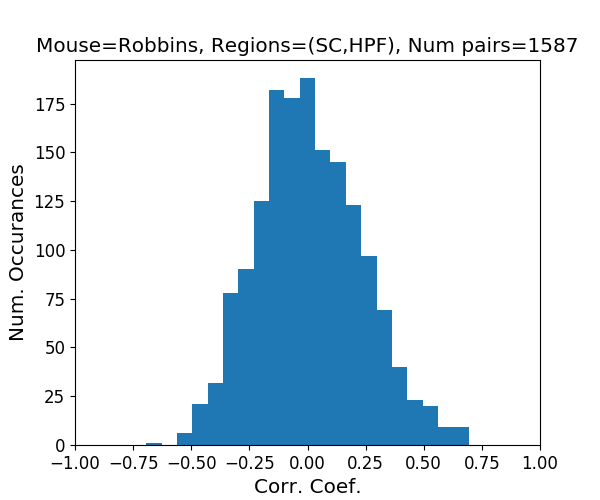 Mouse=Robbins, Regions=(SC,HPF), Num pairs=1587
Num. Occurances
175
150
125
100
75
50
25
0
−1.00 −0.75 −0.50 −0.25 0.00 0.25 0.50 0.75 1.00
Corr. Coef.